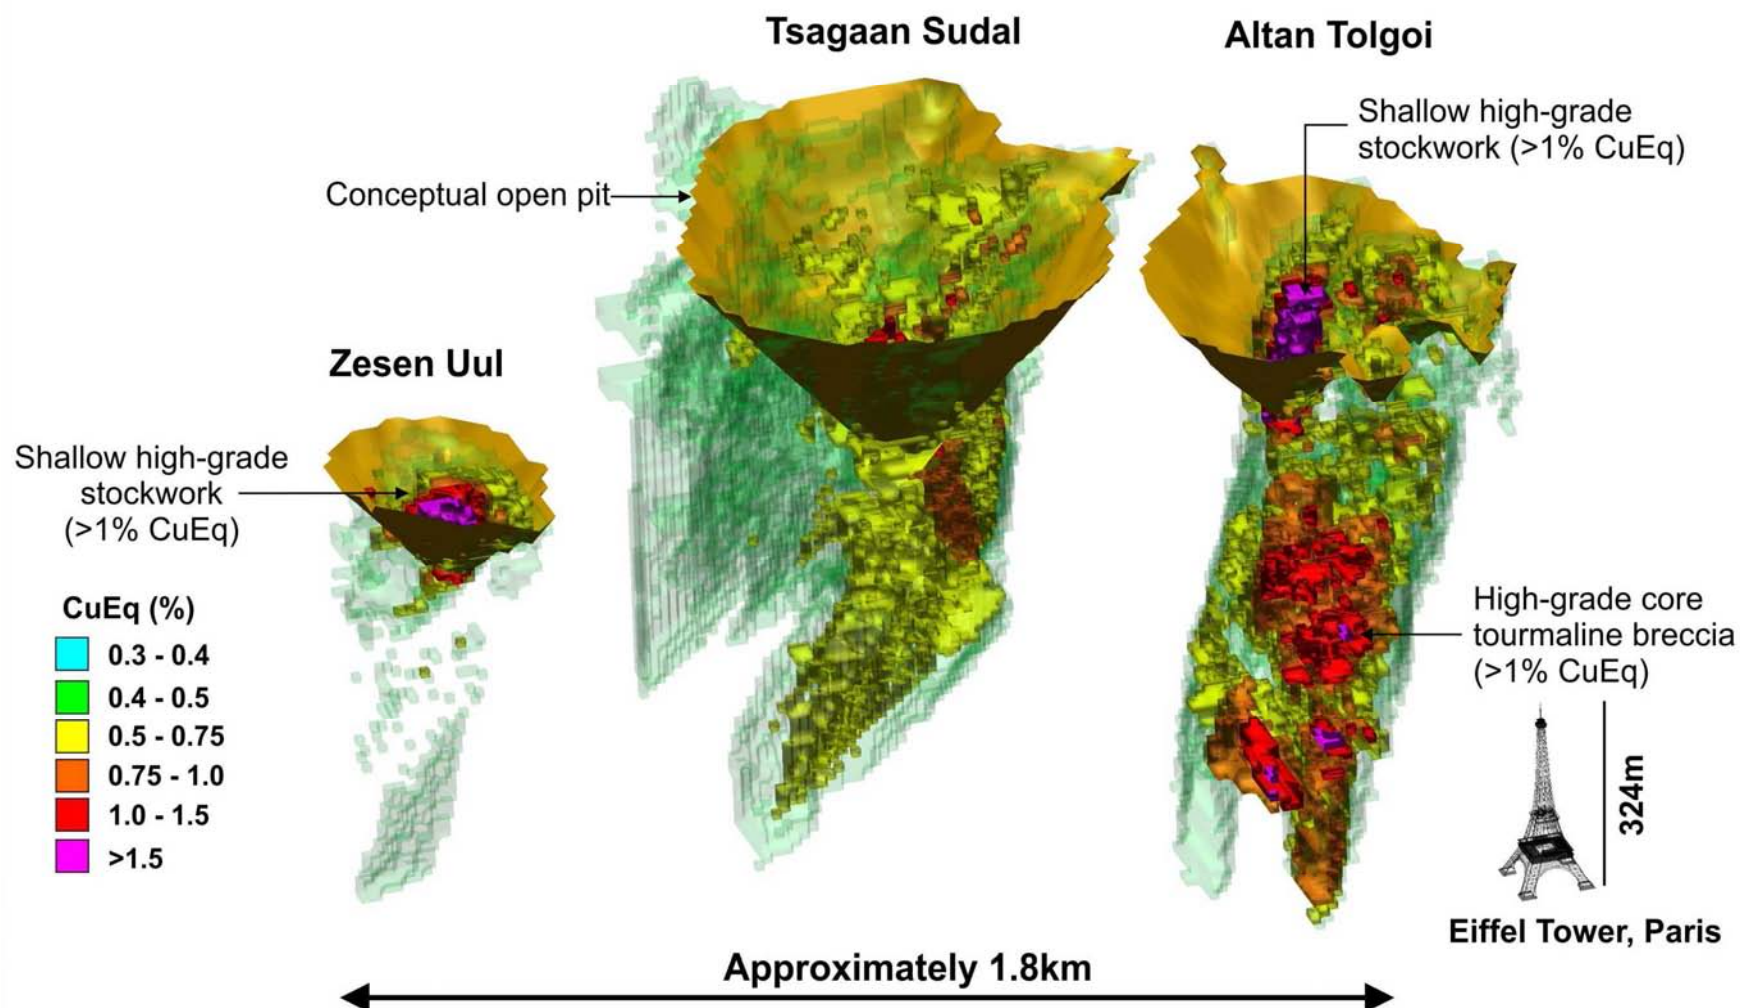 Tsagaan Sudal
Altan Tolgoi
Shallow high-grade
stockwork (>1% CuEq)
Conceptual open pit
Zesen Uul
Shallow high-grade
stockwork
(>1% CuEq)
CuEq (%)
0.3 - 0.4
0.4 - 0.5
0.5 - 0.75
0.75 - 1.0
1.0 - 1.5
>1.5
High-grade core
tourmaline breccia
(>1% CuEq)
324m
Eiffel Tower, Paris
Approximately 1.8km